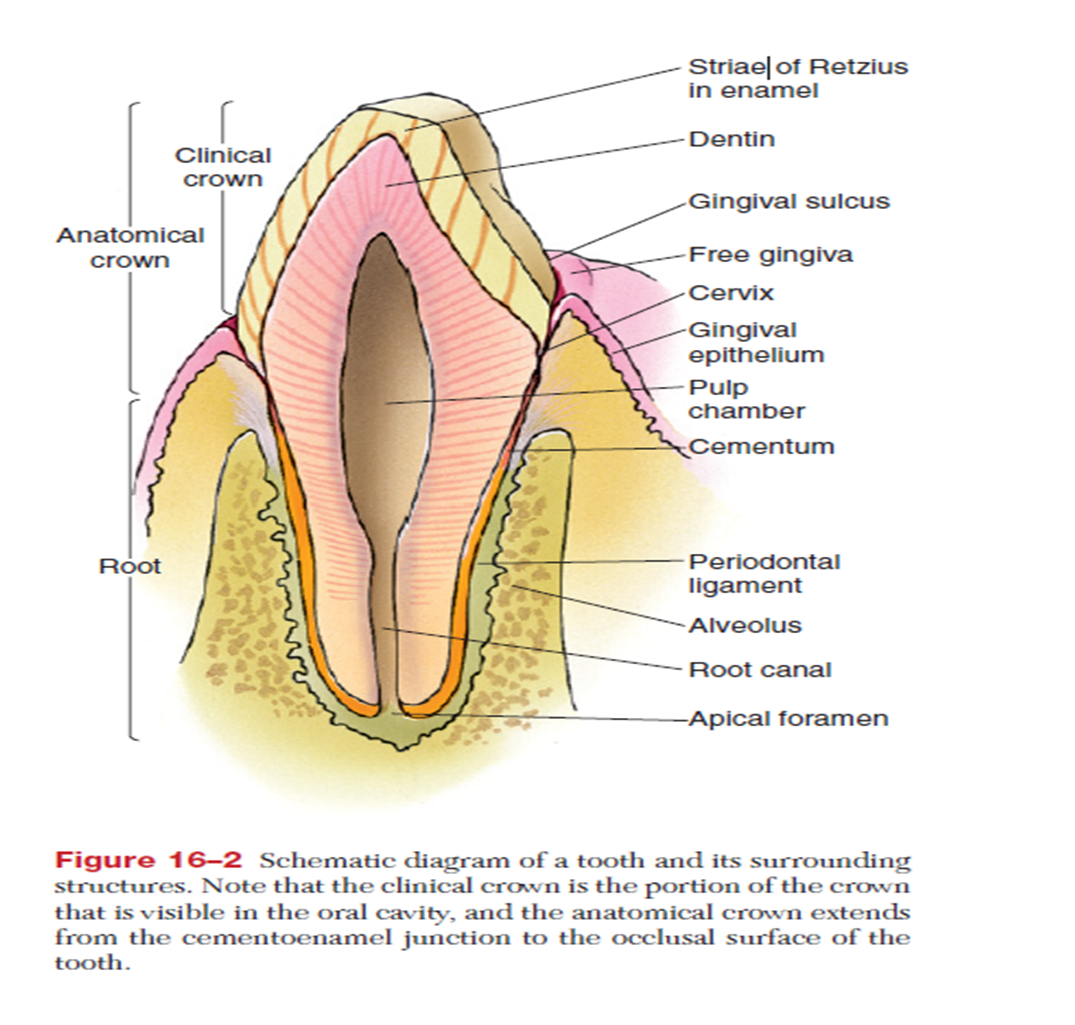 Striae of Retzius
in enamel
Dentin
Clinical
crown
Gingival sulcus
Anatomical
crown
Free gingiva
Cervix
Gingival
epithelium
Pulp
chamber
Cementum
Root
Periodontal
ligament
Alveolus
Root canal
Apical foramen
Figure 16–2 Schematic diagram of a tooth and its surrounding
structures. Note that the clinical crown is the portion of the crown
that is visible in the oral cavity, and the anatomical crown extends
from the cementoenamel junction to the occlusal surface of the
tooth.